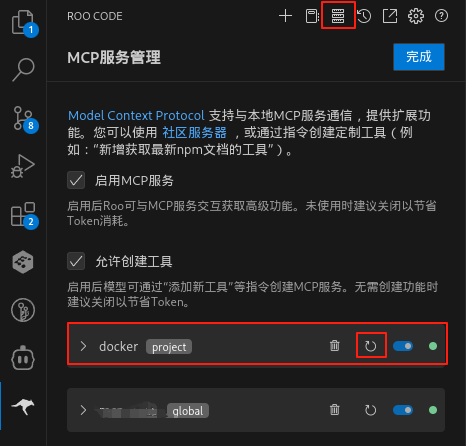 ROO CODE
MCP服务管理
完成
Model Context Protocol 支持与本地MCP服务通信，提供扩展功
能。您可以使用 社区服务器 ，或通过指令创建定制工具（例
如：“新增获取最新npm文档的工具”）。
启用MCP服务
启用后Roo可与MCP服务交互获取高级功能。未使用时建议关闭以节省
Token消耗。
允许创建工具
启用后模型可通过“添加新工具”等指令创建MCP服务。无需创建功能时
建议关闭以节省Token。
docker project
global
1
8
2